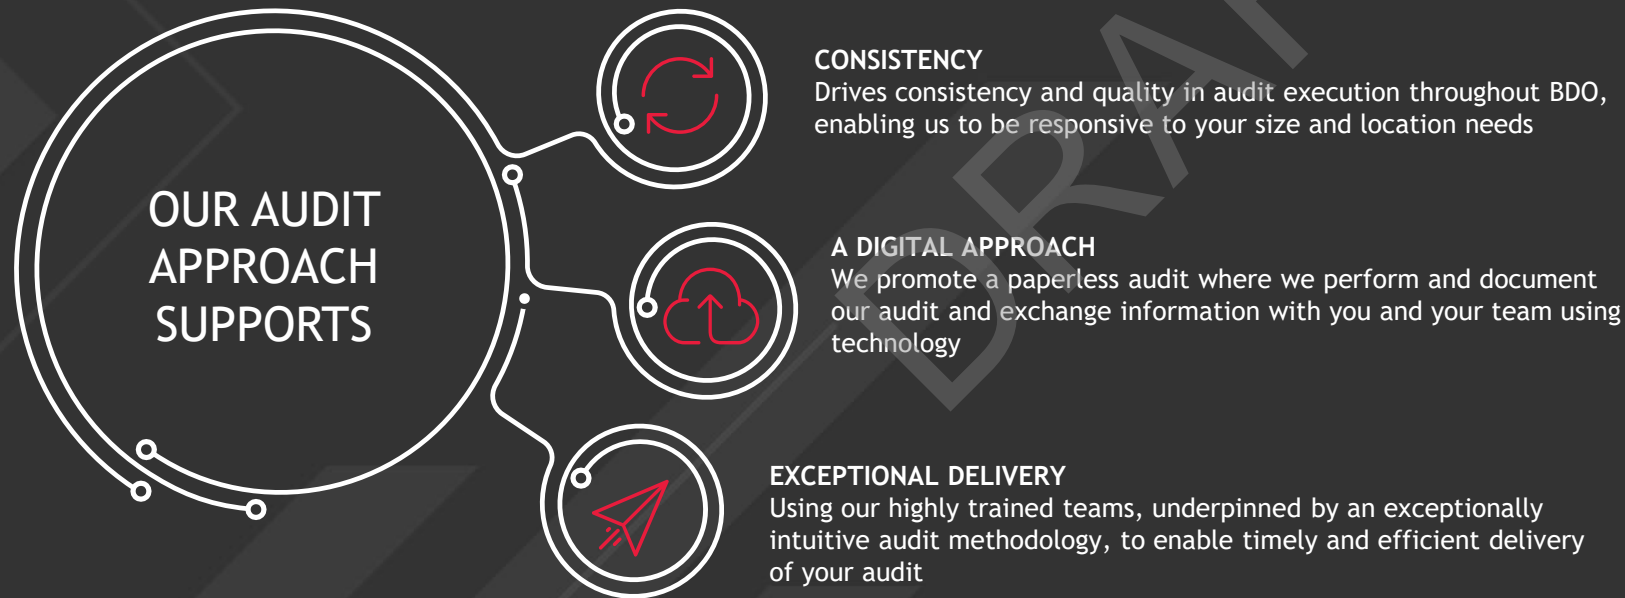 OUR AUDIT
APPROACH
SUPPORTS
CONSISTENCY
Drives consistency and quality in audit execution throughout BDO,
enabling us to be responsive to your size and location needs
A DIGITAL APPROACH
We promote a paperless audit where we perform and document
our audit and exchange information with you and your team using
technology
EXCEPTIONAL DELIVERY
Using our highly trained teams, underpinned by an exceptionally
intuitive audit methodology, to enable timely and efficient delivery
of your audit